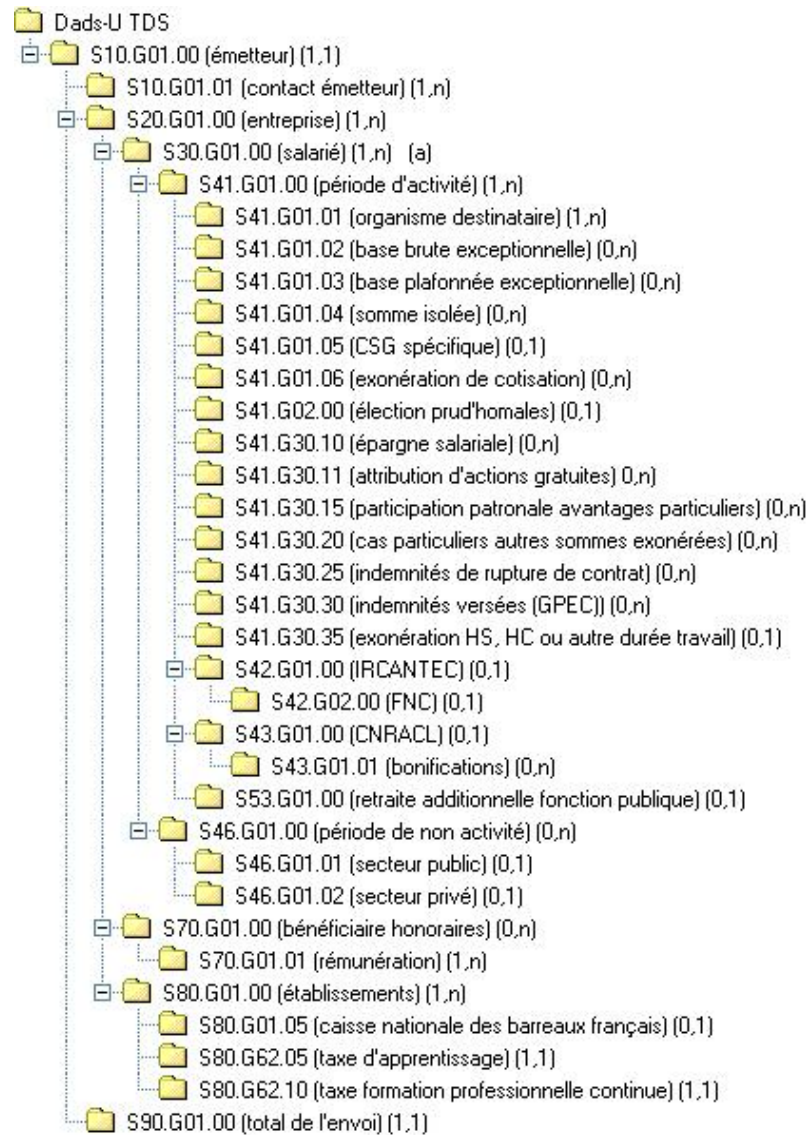 Dads-U TDS
S10.G01.00 (émetteur) (1,1)
S10.G01.01 (contact émetteur) (1,n)
S20.G01.00 (entreprise) (1,n)
S30.G01.00 (salarié) (1,n) (a)
S41.G01.00 (période d'activité) (1,n)
S41.G01.01 (organisme destinataire) (1,n)
S41.G01.02 (base brute exceptionnelle) (0,n)
S41.G01.03 (base plafonnée exceptionnelle) (0,n)
S41.G01.04 (somme isolée) (0,n)
S41.G01.05 (CSG spécifique) (0,1)
S41.G01.06 (exonération de cotisation) (0,n)
S41.G02.00 (élection prud'homales) (0,1)
S41.G30.10 (épargne salariale) (0,n)
S41.G30.11 (attribution d'actions gratuites) 0,n)
S41.G30.15 (participation patronale avantages particuliers) (0,n)
S41.G30.20 (cas particuliers autres sommes exonérées) (0,n)
S41.G30.25 (indemnités de rupture de contrat) (0,n)
S41.G30.30 (indemnités versées (GPEC)) (0,n)
S41.G30.35 (exonération HS, HC ou autre durée travail) (0,1)
S42.G01.00 (IRCANTEC) (0,1)
S42.G02.00 (FNC) (0,1)
S43.G01.00 (CNRACL) (0,1)
S43.G01.01 (bonifications) (0,n)
S53.G01.00 (retraite additionnelle fonction publique) (0,1)
S46.G01.00 (période de non activité) (0,n)
S46.G01.01 (secteur public) (0,1)
S46.G01.02 (secteur privé) (0,1)
S70.G01.00 (bénéficiaire honoraires) (0,n)
S70.G01.01 (rémunération) (1,n)
S80.G01.00 (établissements) (1,n)
S80.G01.05 (caisse nationale des barreaux français) (0,1)
S80.G62.05 (taxe d'apprentissage) (1,1)
S80.G62.10 (taxe formation professionnelle continue) (1,1)
S90.G01.00 (total de l'envoi) (1,1)